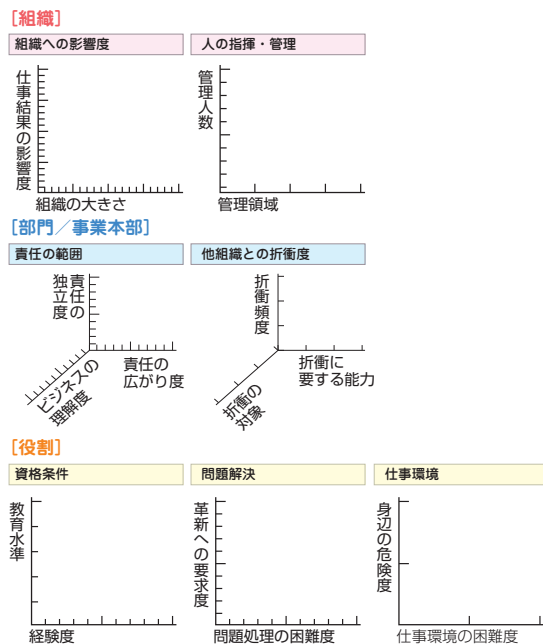 [組織]
組織への影響度
人の指揮・管理
仕事結果の影響度
組織の大きさ
管理人数
管理領域
[部門／事業本部]
責任の範囲
他組織との折衝度
責任の
独立度
責任の
広がり度
ビジネスの
理解度
折衝頻度
折衝に
要する能力
折衝の
対象
[役割]
資格条件
問題解決
仕事環境
教育水準
経験度
革新への要求度
問題処理の困難度
身辺の危険度
仕事環境の困難度